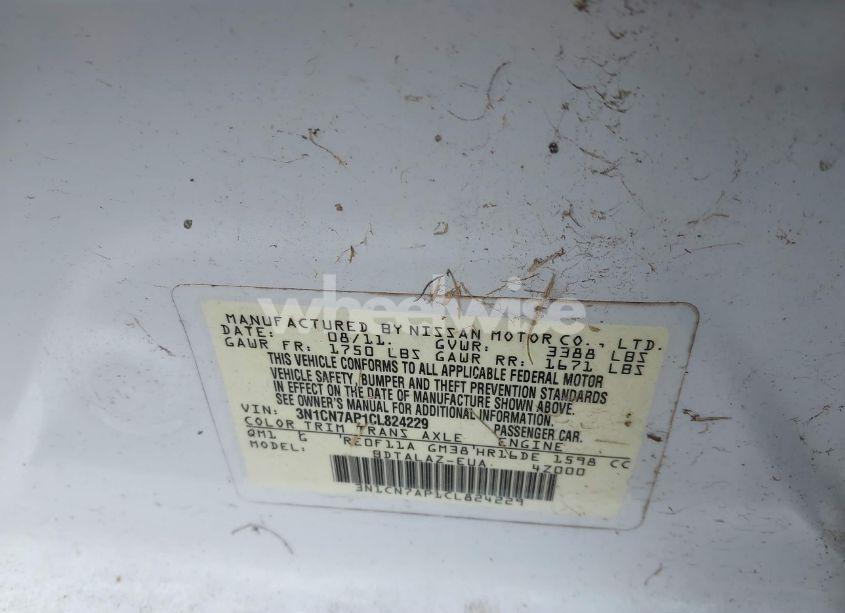 wheelwise
MANUFACTURED BY NISSAN MOTOR CO., LTD.
DATE: 08/11. GVWR: 3388 LBS
GAWR FR: 1750 LBS GAWR RR: 1671 LBS
THIS VEHICLE CONFORMS TO ALL APPLICABLE FEDERAL MOTOR
VEHICLE SAFETY, BUMPER AND THEFT PREVENTION STANDARDS
IN EFFECT ON THE DATE OF MANUFACTURE SHOWN ABOVE.
SEE OWNER'S MANUAL FOR ADDITIONAL INFORMATION.
VIN: 3N1CN7AP1CL824229 PASSENGER CAR.
COLOR TRIM TRANS AXLE ENGINE
QM1 G RE0F11A GM38 HR16DE 1598 CC
MODEL: BDTALAZ-EUA. 4Z000
3N1CN7AP1CL824229